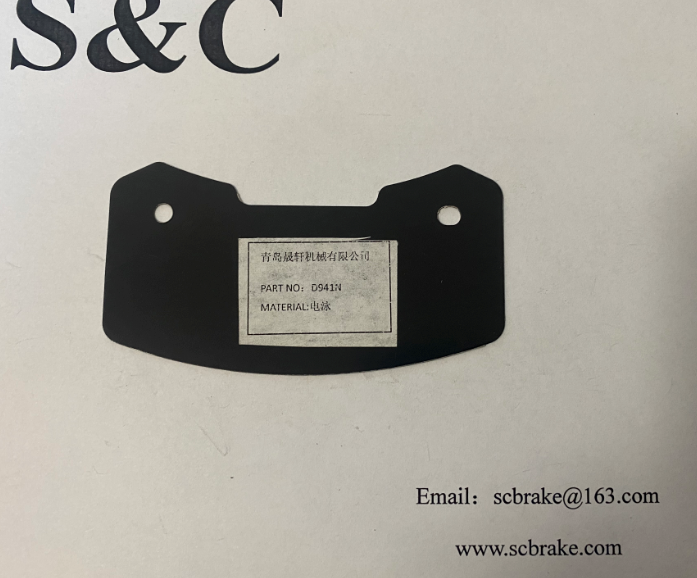 S&C
青岛晟轩机械有限公司
PART NO：D941N
MATERIAL:电泳
Email：scbrake@163.com
www.scbrake.com